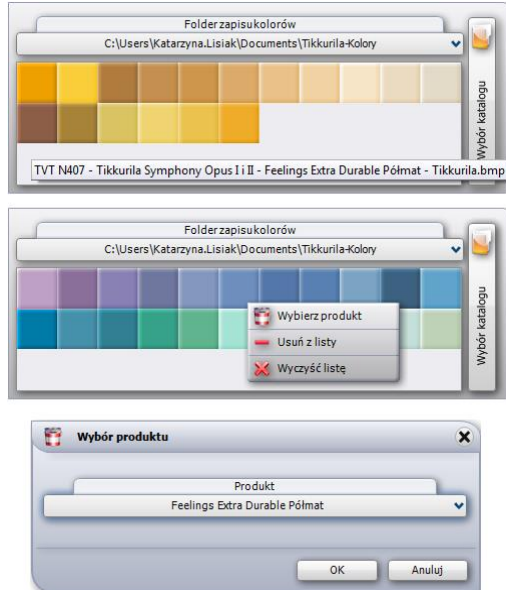 Folder zapisu kolorów
C:\Users\Katarzyna.Lisiak\Documents\Tikkurila-Kolory
Wybór katalogu
TVT N407 - Tikkurila Symphony Opus I i II - Feelings Extra Durable Półmat - Tikkurila.bmp
Folder zapisu kolorów
C:\Users\Katarzyna.Lisiak\Documents\Tikkurila-Kolory
Wybór katalogu
Wybierz produkt
Usuń z listy
Wyczyść listę
Wybór produktu
Produkt
Feelings Extra Durable Półmat
OK Anuluj